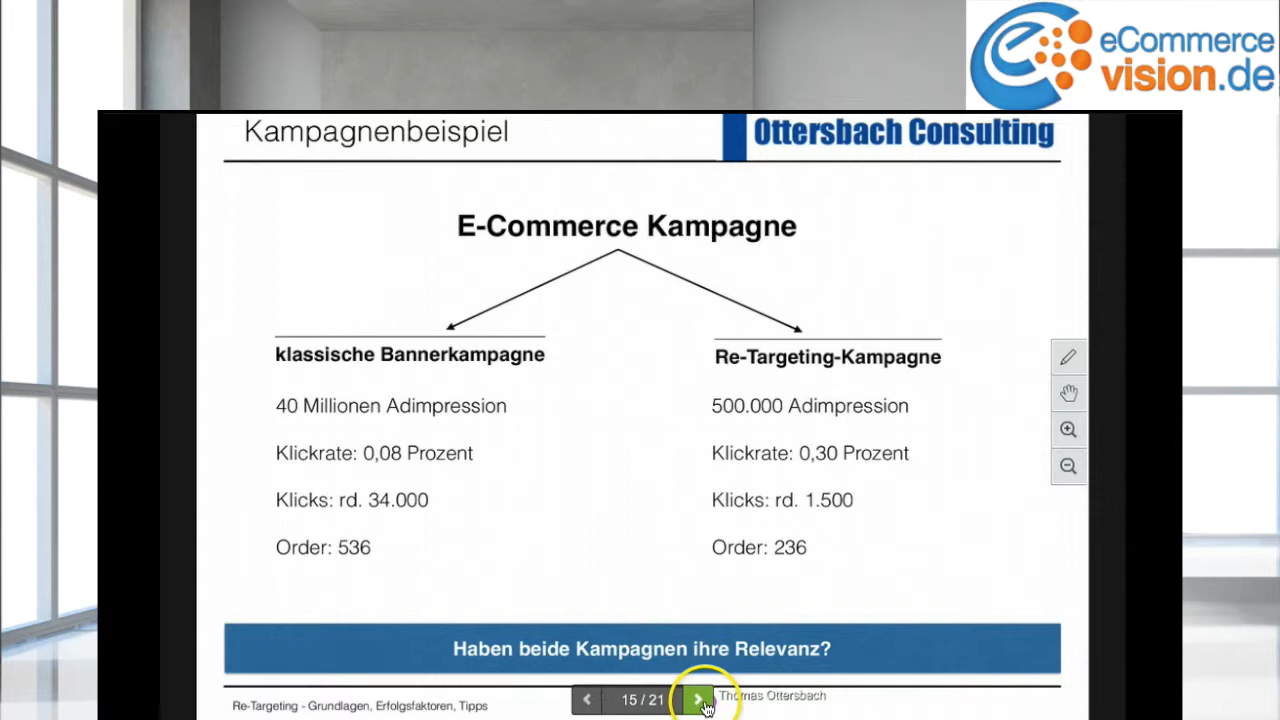 eCommerce
vision.de
Kampagnenbeispiel
Ottersbach Consulting
E-Commerce Kampagne
klassische Bannerkampagne
Re-Targeting-Kampagne
40 Millionen Adimpression
500.000 Adimpression
Klickrate: 0,08 Prozent
Klickrate: 0,30 Prozent
Klicks: rd. 34.000
Klicks: rd. 1.500
Order: 536
Order: 236
Haben beide Kampagnen ihre Relevanz?
15 / 21
Thomas Ottersbach
Re-Targeting - Grundlagen, Erfolgsfaktoren, Tipps